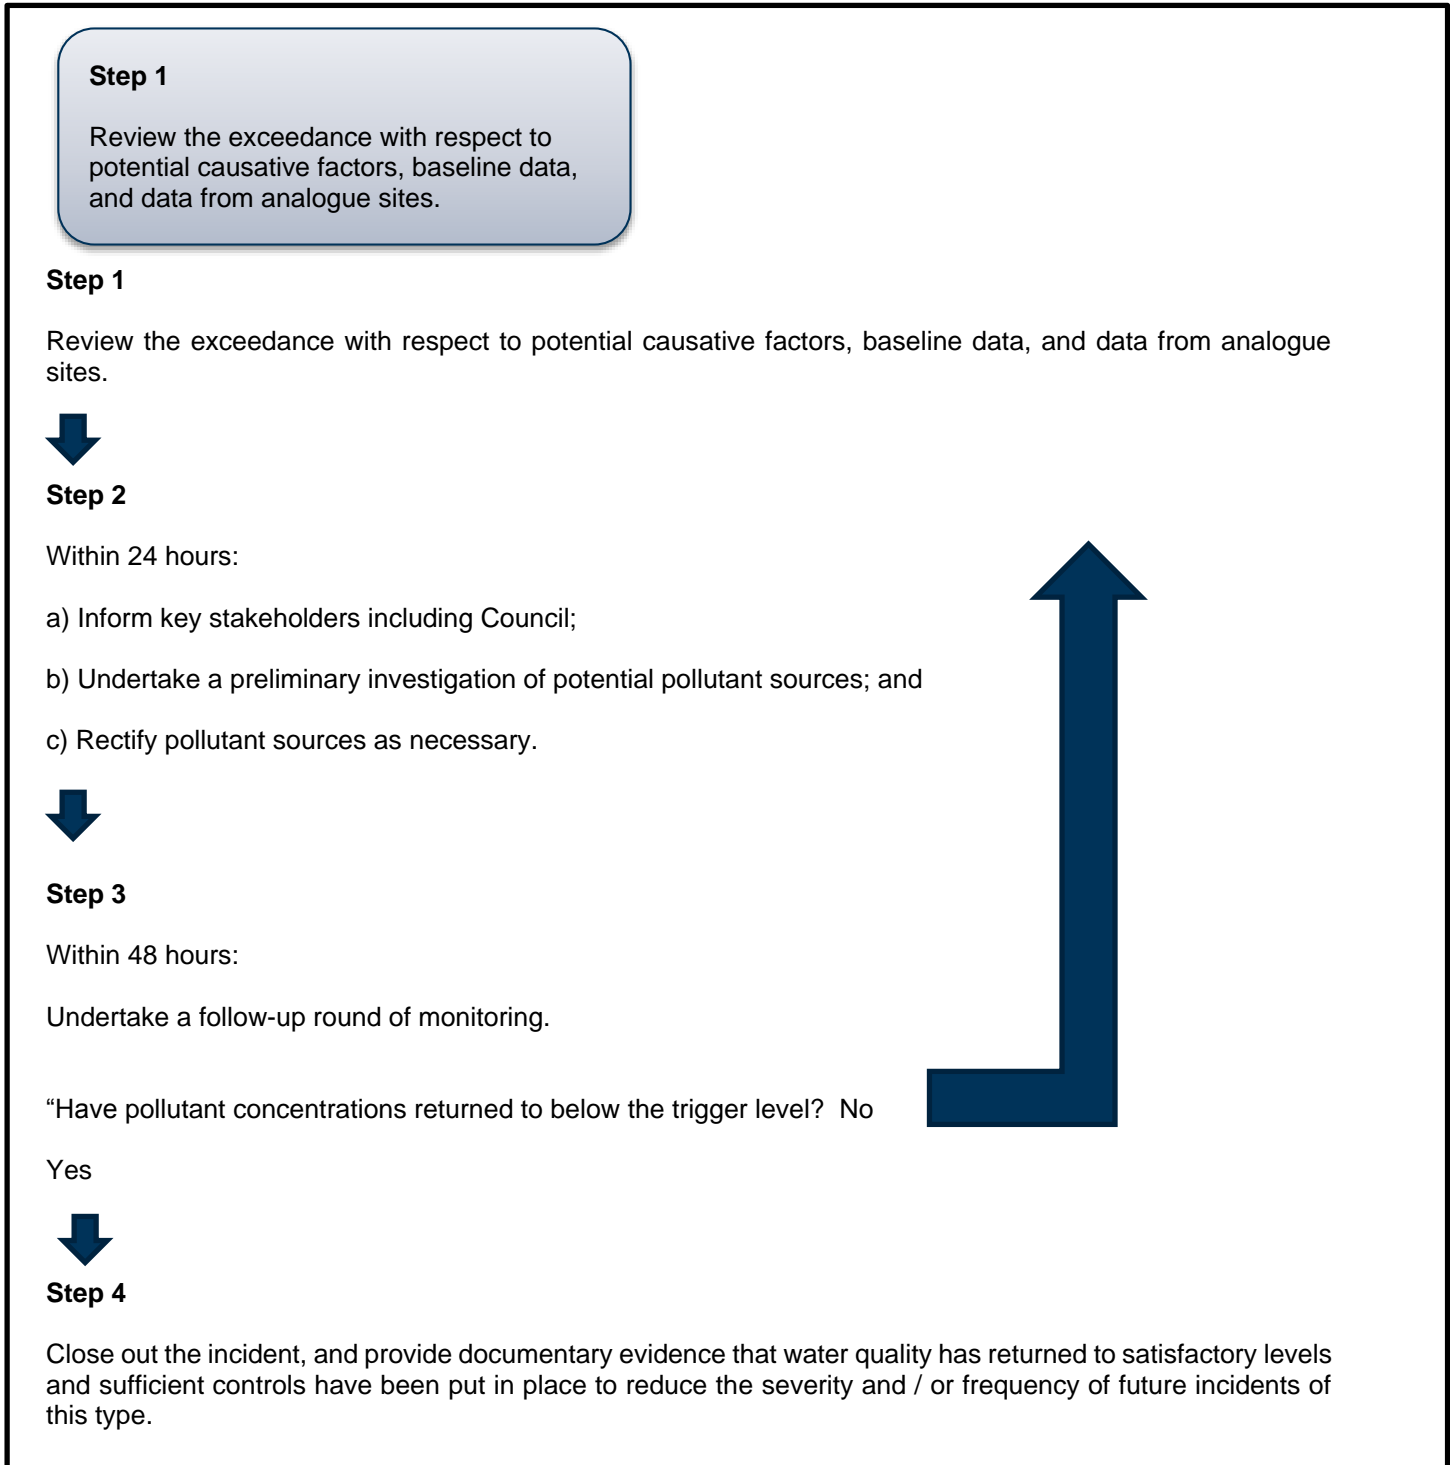 Step 1
Review the exceedance with respect to
potential causative factors, baseline data,
and data from analogue sites.
Step 1
Review the exceedance with respect to potential causative factors, baseline data, and data from analogue
sites.
Step 2
Within 24 hours:
a) Inform key stakeholders including Council;
b) Undertake a preliminary investigation of potential pollutant sources; and
c) Rectify pollutant sources as necessary.
Step 3
Within 48 hours:
Undertake a follow-up round of monitoring.
“Have pollutant concentrations returned to below the trigger level?  No
Yes
Step 4
Close out the incident, and provide documentary evidence that water quality has returned to satisfactory levels
and sufficient controls have been put in place to reduce the severity and / or frequency of future incidents of
this type.